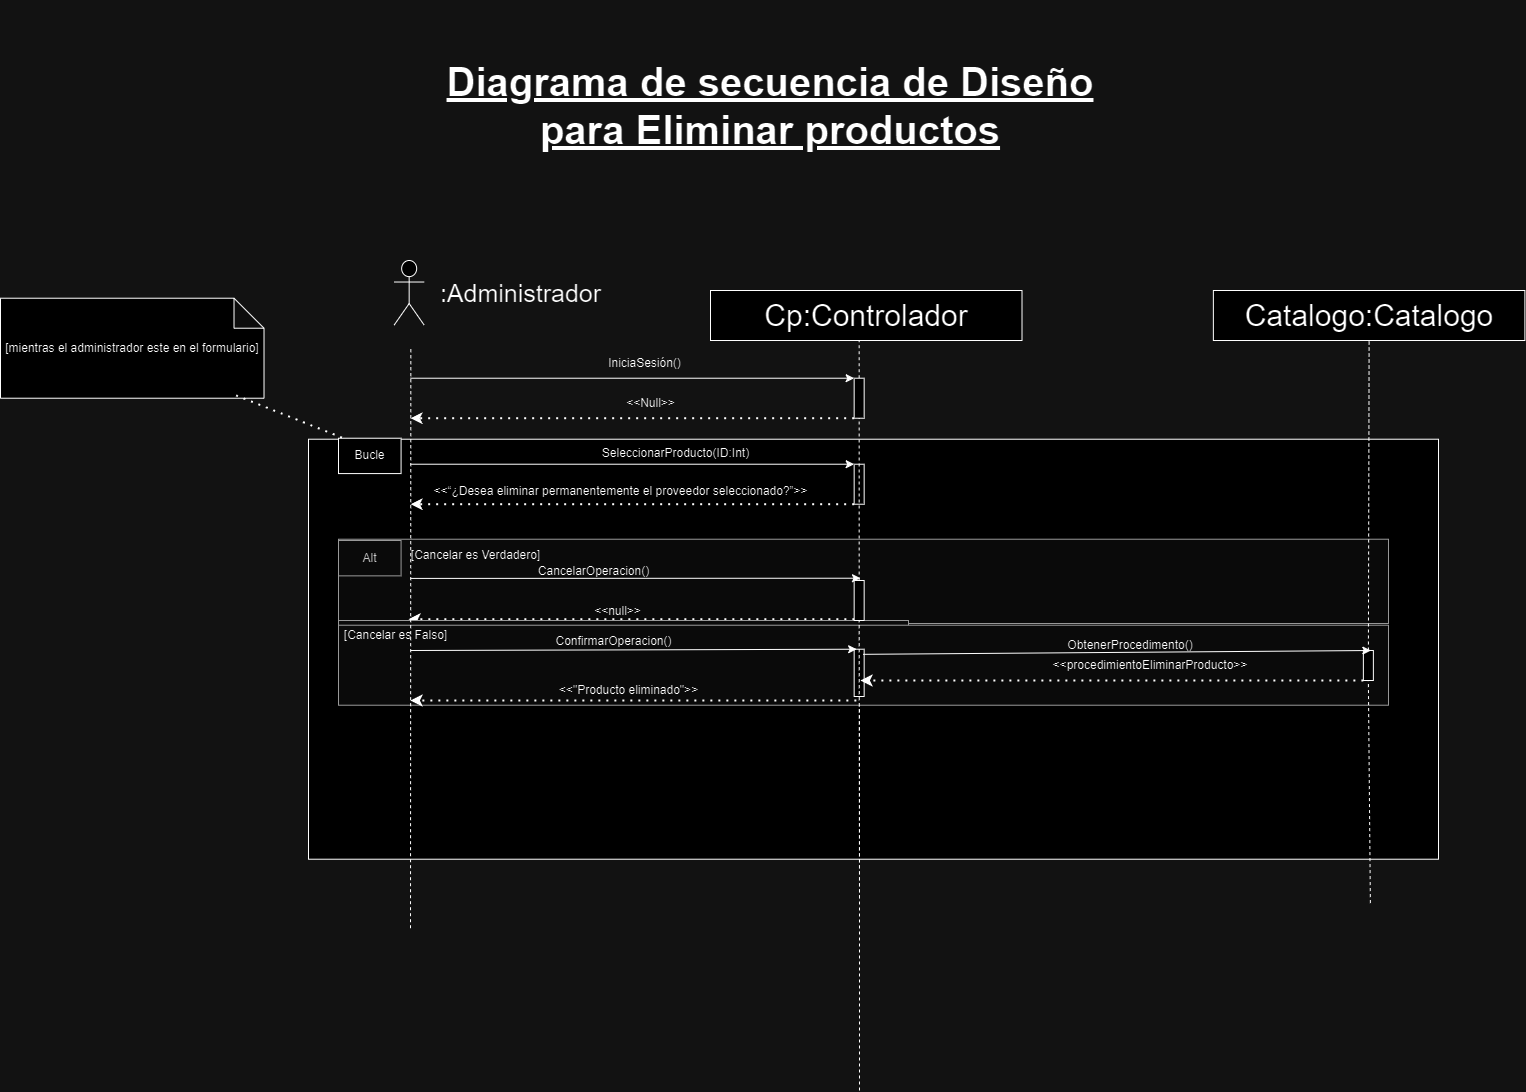 Diagrama de secuencia de Diseño
para Eliminar productos
:Administrador
Cp:Controlador
Catalogo:Catalogo
[mientras el administrador este en el formulario]
IniciaSesión()
<<Null>>
Bucle
SeleccionarProducto(ID:Int)
<<“¿Desea eliminar permanentemente el proveedor seleccionado?”>>
Alt
[Cancelar es Verdadero]
CancelarOperacion()
<<null>>
[Cancelar es Falso]
ConfirmarOperacion()
ObtenerProcedimento()
<<procedimientoEliminarProducto>>
<<"Producto eliminado">>